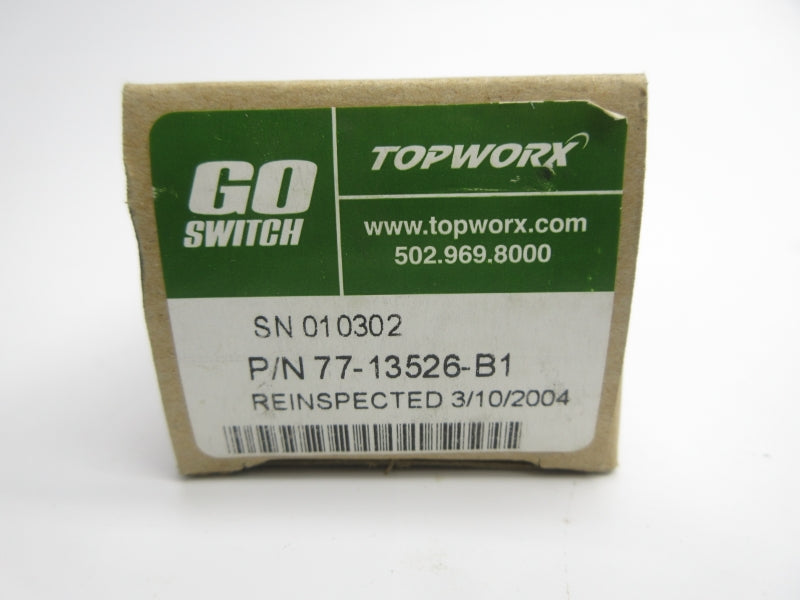 GO
SWITCH
TOPWORX
www.topworx.com
502.969.8000
SN 010302
P/N 77-13526-B1
REINSPECTED 3/10/2004